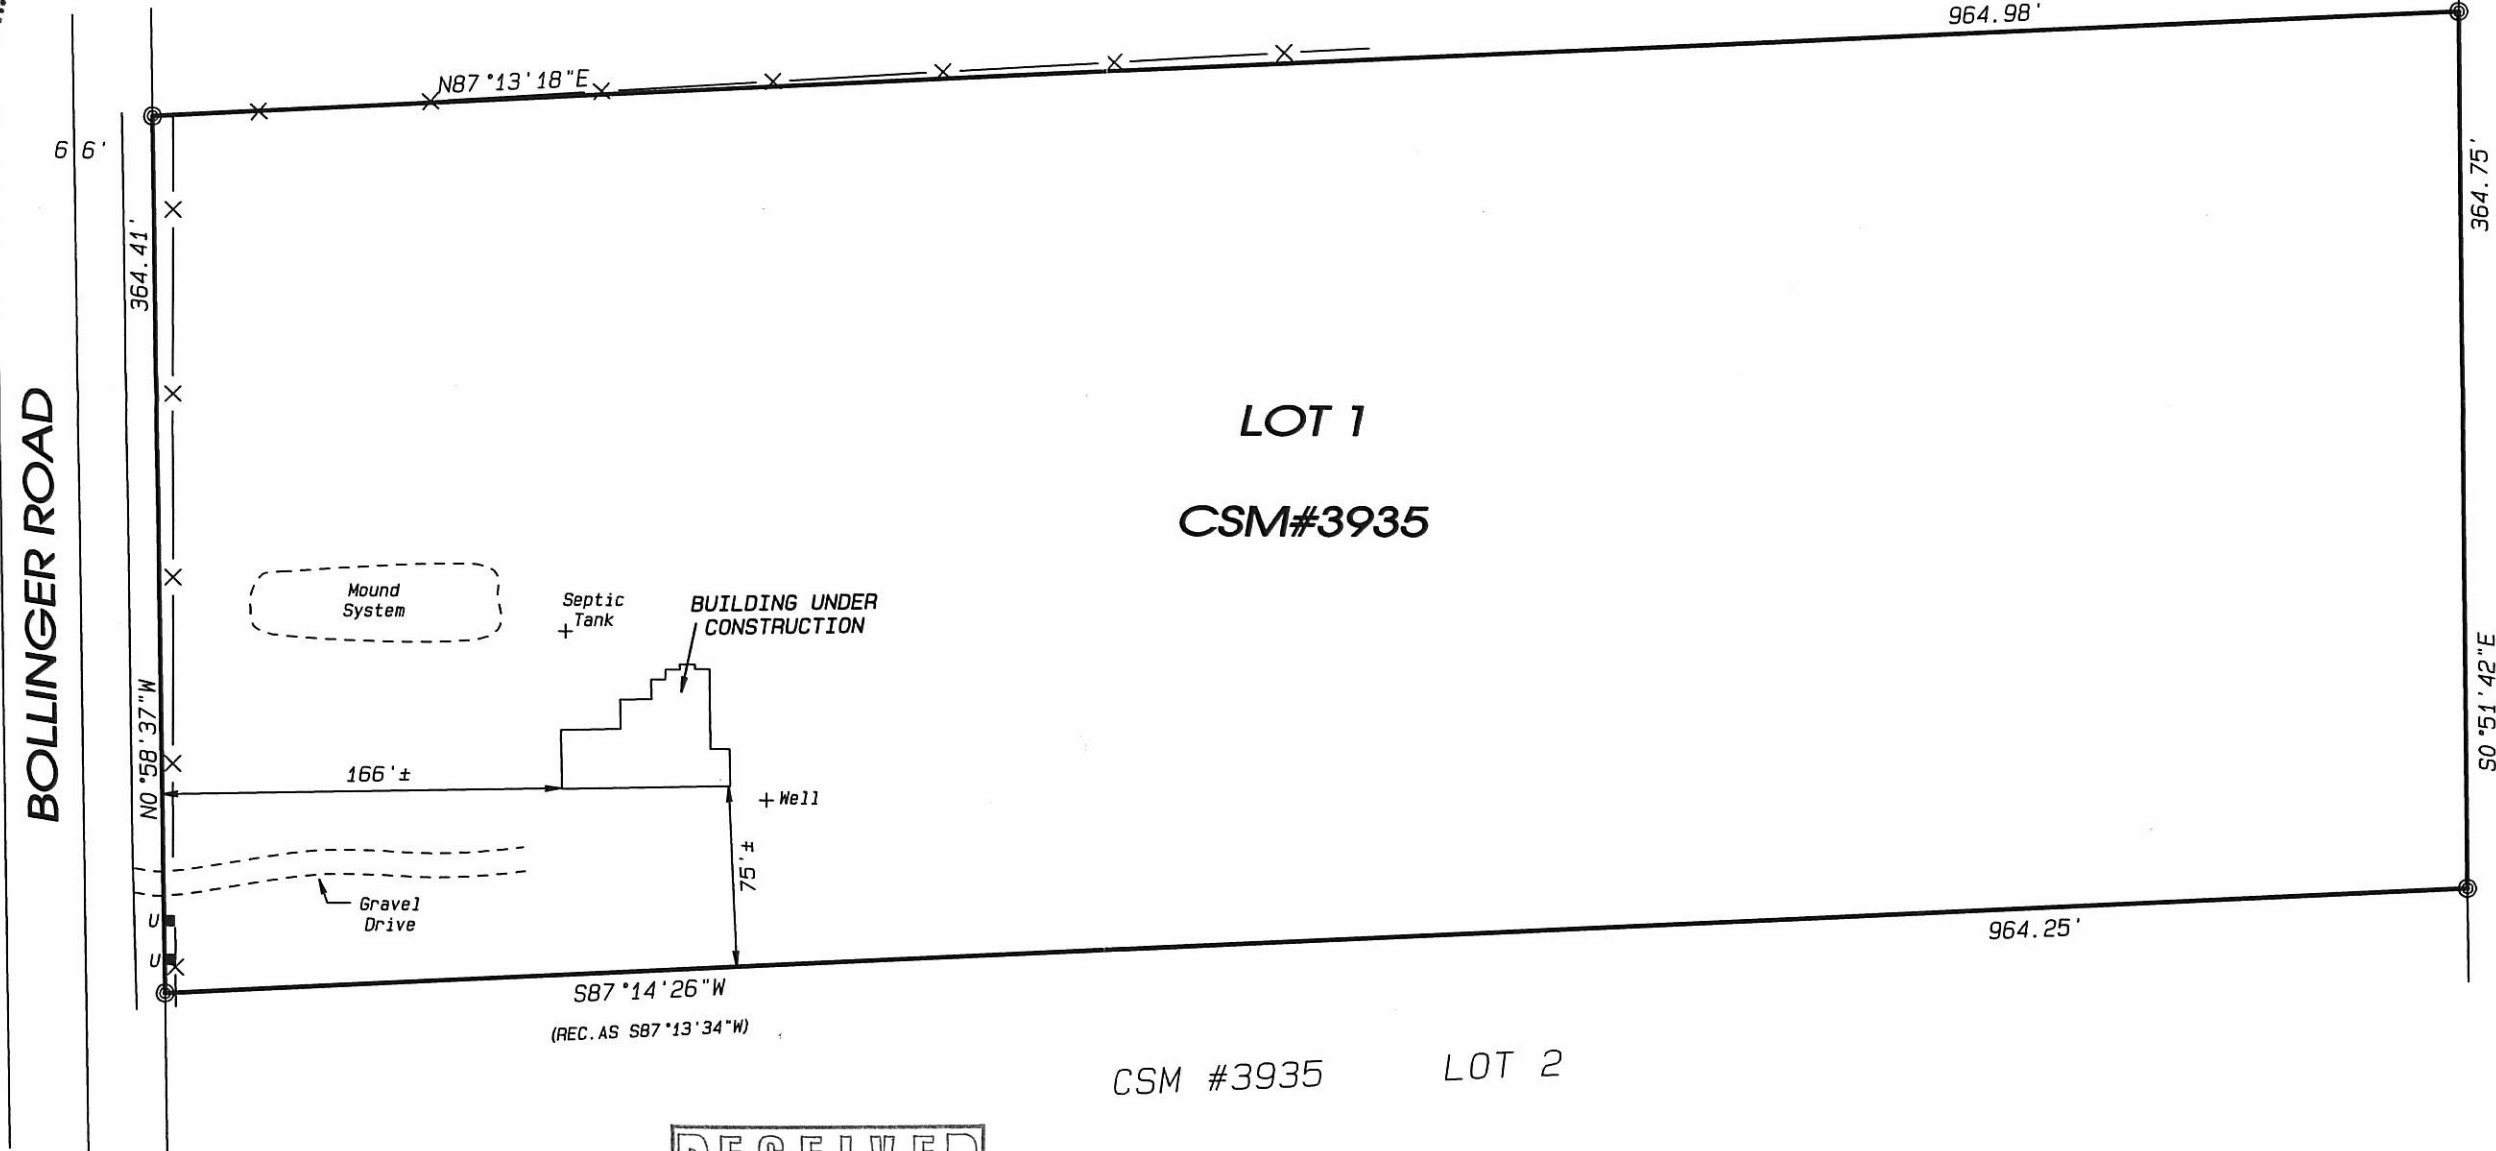 964.98'
N87°13'18"E
66'
364.41'
364.75'
BOLLINGER ROAD
LOT 1
CSM#3935
Mound
System
Septic
Tank
BUILDING UNDER
CONSTRUCTION
N0°58'37"W
S0°51'42"E
166'±
Well
75'±
Gravel
Drive
U
U
964.25'
S87°14'26"W
(REC.AS S87°13'34"W)
CSM #3935 LOT 2
RECEIVED